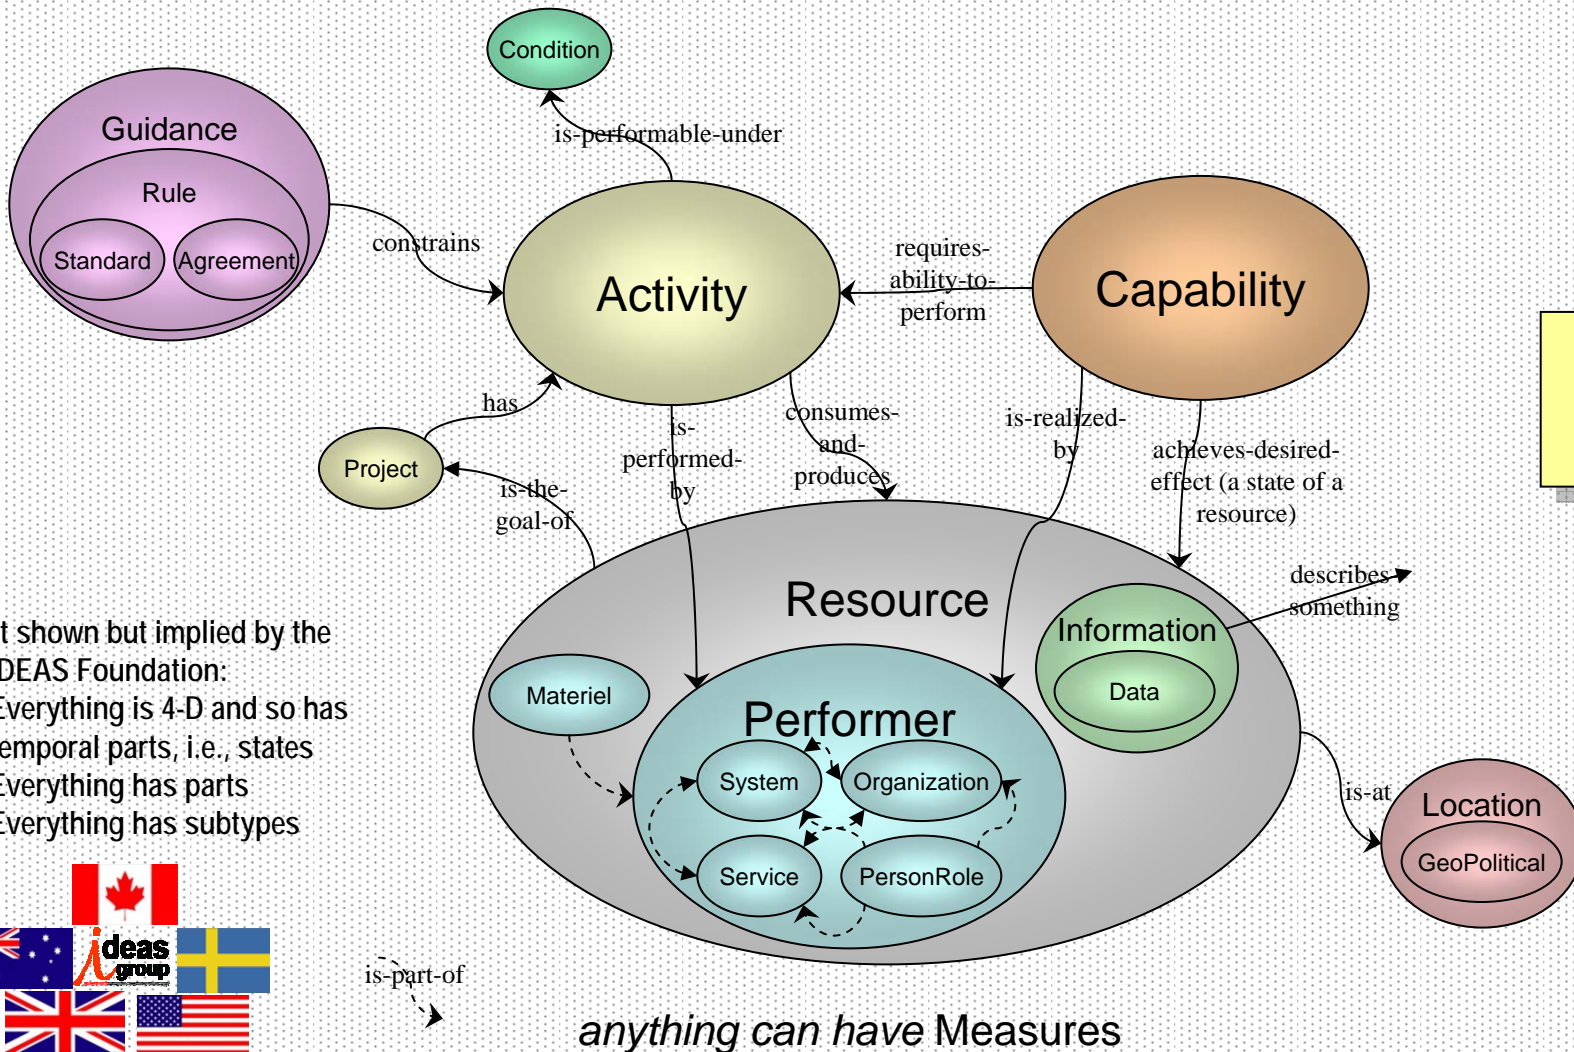 Condition
Guidance
is-performable-under
Rule
Standard
Agreement
constrains
Activity
requires-
ability-to-
perform
Capability
has
Project
is-the-
goal-of
is-
performed-
by
consumes-
and-
produces
is-realized-
by
achieves-desired-
effect (a state of a
resource)
Resource
describes
something
Information
Data
Materiel
Performer
System
Organization
Service
PersonRole
is-at
Location
GeoPolitical
t shown but implied by the
DEAS Foundation:
Everything is 4-D and so has
emporal parts, i.e., states
Everything has parts
Everything has subtypes
ideas
group
is-part-of
anything can have Measures